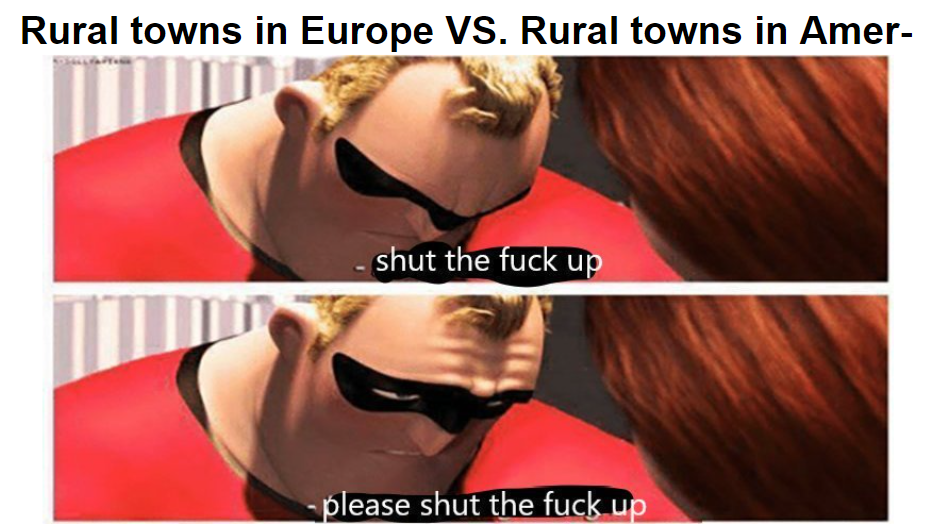 Rural towns in Europe VS. Rural towns in Amer-
- shut the fuck up
- please shut the fuck up